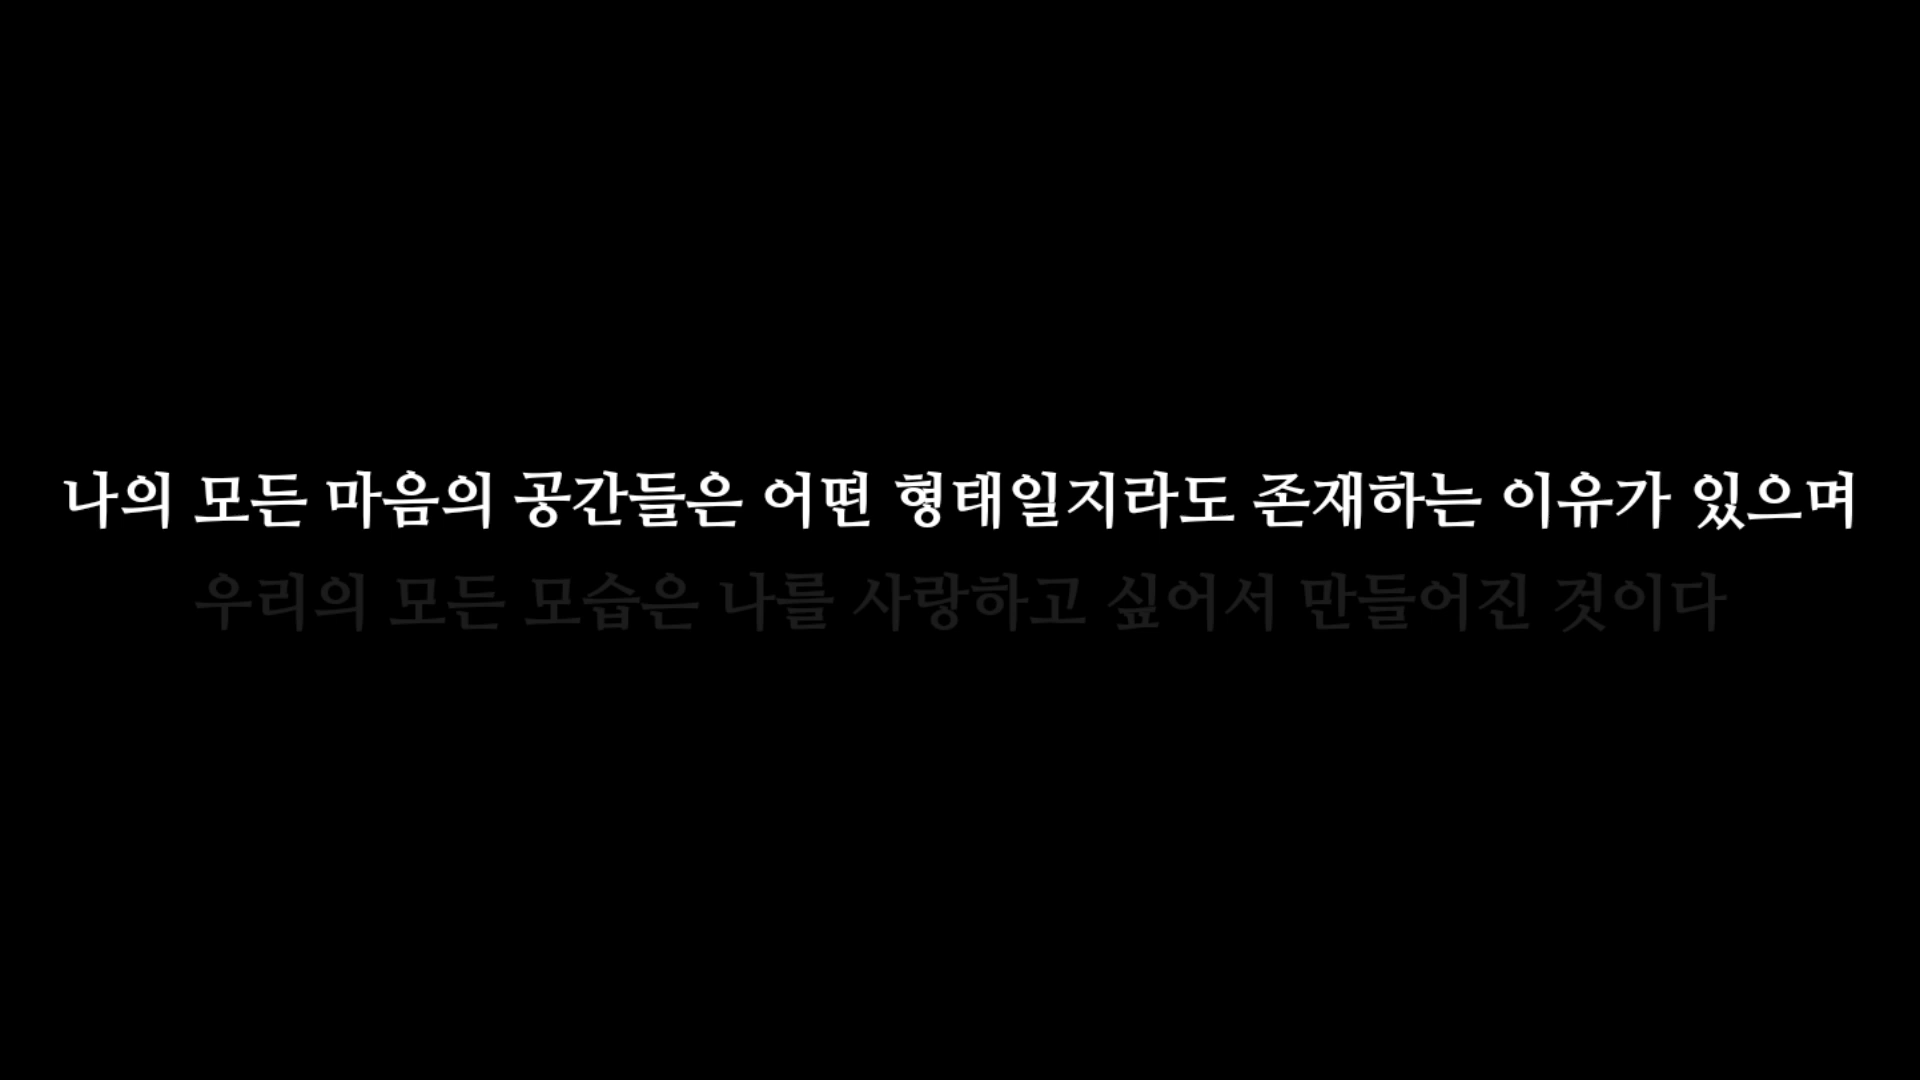 나의 모든 마음의 공간들은 어떤 형태일지라도 존재하는 이유가 있으며
우리의 모든 모습은 나를 사랑하고 싶어서 만들어진 것이다